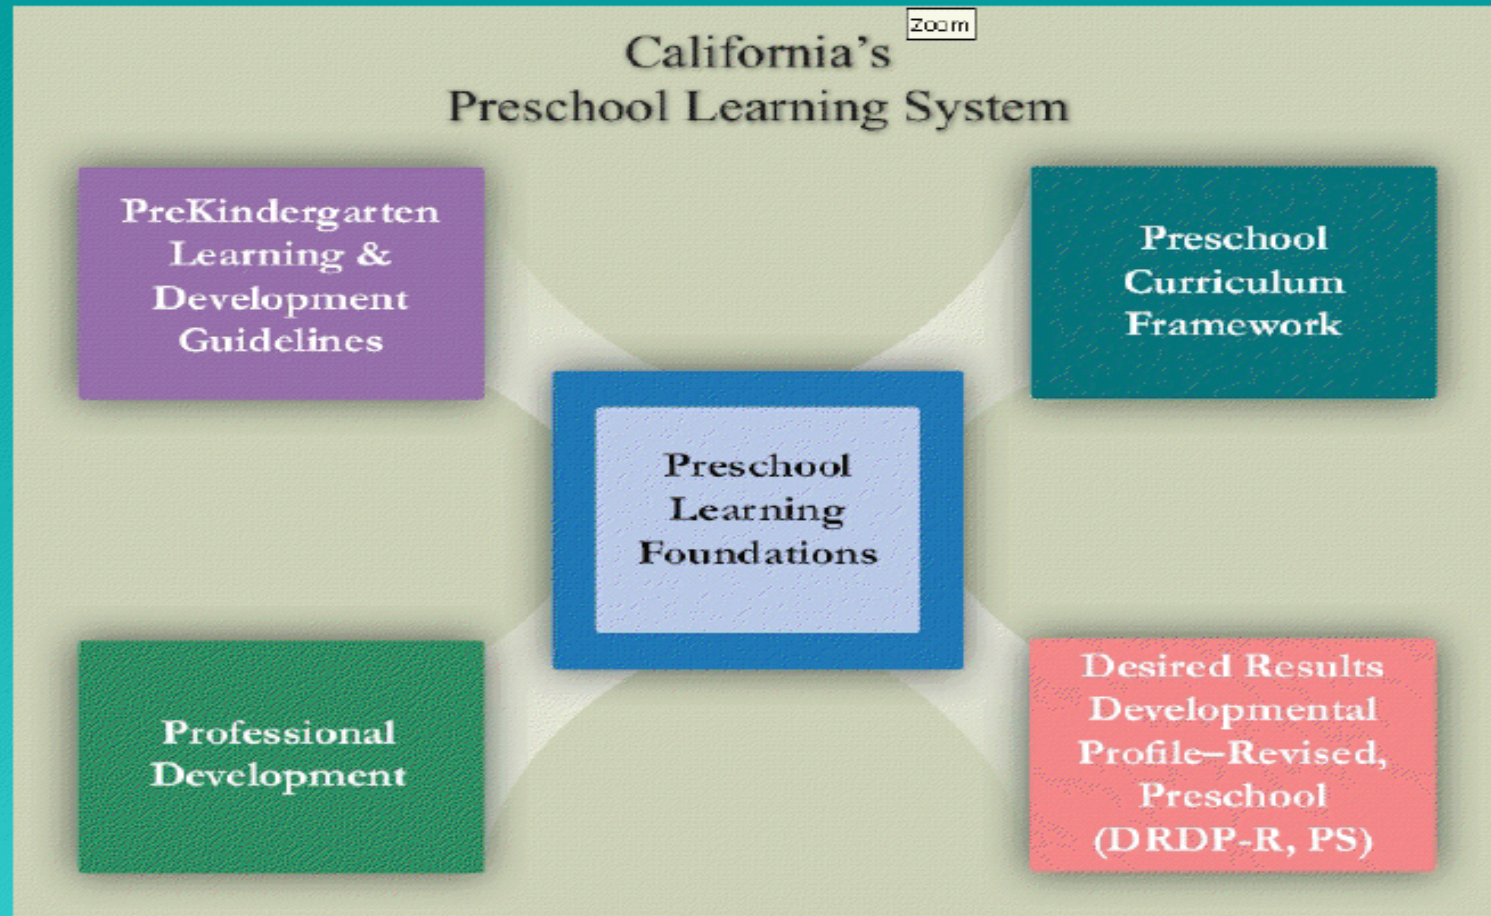 Zoom
California's
Preschool Learning System
PreKindergarten
Learning &
Development
Guidelines
Preschool
Curriculum
Framework
Preschool
Learning
Foundations
Professional
Development
Desired Results
Developmental
Profile–Revised,
Preschool
(DRDP-R, PS)